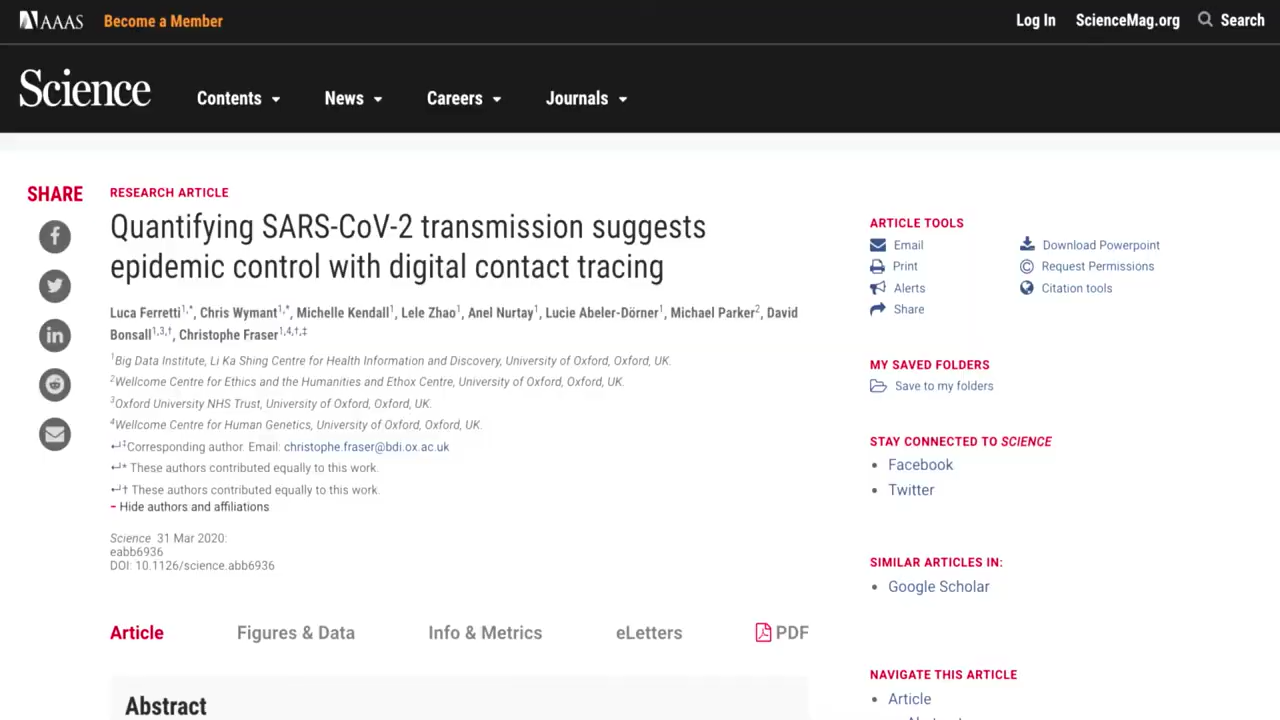 AAAS Become a Member Log In ScienceMag.org Search
Science Contents News Careers Journals
SHARE
RESEARCH ARTICLE
Quantifying SARS-CoV-2 transmission suggests
epidemic control with digital contact tracing
Luca Ferretti1,*, Chris Wymant1,*, Michelle Kendall1, Lele Zhao1, Anel Nurtay1, Lucie Abeler-Dörner1, Michael Parker2, David
Bonsall1,3,†, Christophe Fraser1,4,†,‡
1Big Data Institute, Li Ka Shing Centre for Health Information and Discovery, University of Oxford, Oxford, UK.
2Wellcome Centre for Ethics and the Humanities and Ethox Centre, University of Oxford, Oxford, UK.
3Oxford University NHS Trust, University of Oxford, Oxford, UK.
4Wellcome Centre for Human Genetics, University of Oxford, Oxford, UK.
↵‡Corresponding author. Email: christophe.fraser@bdi.ox.ac.uk
↵* These authors contributed equally to this work.
↵† These authors contributed equally to this work.
– Hide authors and affiliations
Science 31 Mar 2020:
eabb6936
DOI: 10.1126/science.abb6936
Article Figures & Data Info & Metrics eLetters PDF
Abstract
ARTICLE TOOLS
Email Download Powerpoint
Print © Request Permissions
Alerts Citation tools
Share
MY SAVED FOLDERS
Save to my folders
STAY CONNECTED TO SCIENCE
• Facebook
• Twitter
SIMILAR ARTICLES IN:
• Google Scholar
NAVIGATE THIS ARTICLE
• Article